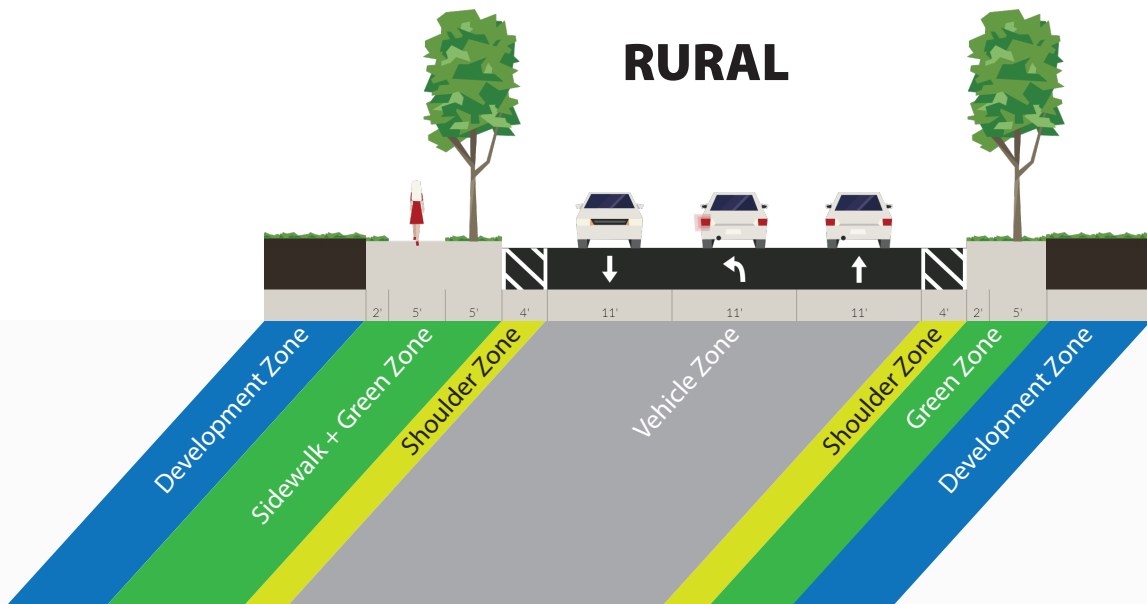 RURAL
2'
5'
5'
4'
11'
11'
11'
4'
2'
5'
Development Zone
Sidewalk + Green Zone
Shoulder Zone
Vehicle Zone
Shoulder Zone
Green Zone
Development Zone